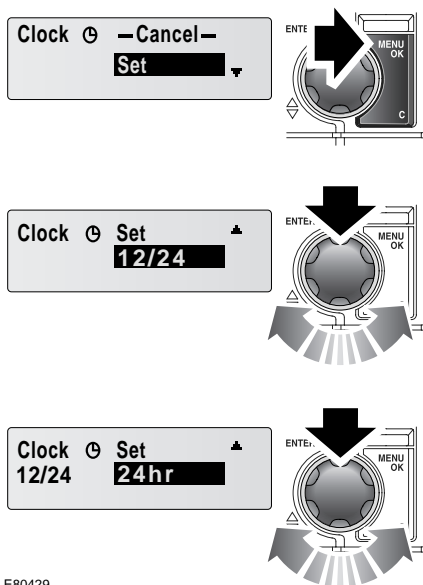 Clock –Cancel–
Set
ENTE
MENU
OK
C
Clock Set
12/24
ENTER
MENU
OK
Clock Set
12/24 24hr
ENTER
MENU
OK
E80429